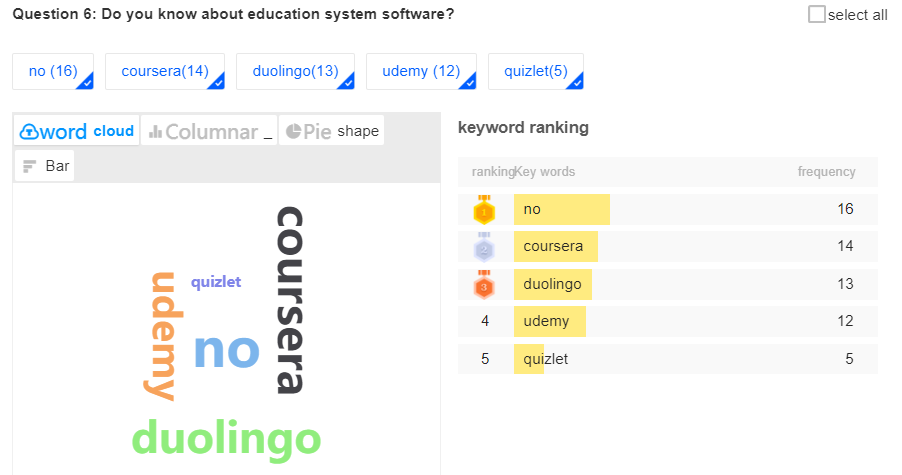 Question 6: Do you know about education system software?
select all
no (16)
coursera(14)
duolingo(13)
udemy (12)
quizlet(5)
word cloud
Columnar _
Pie shape
Bar
coursera
quizlet
udemy
no
duolingo
keyword ranking
ranking Key words frequency
1 no 16
2 coursera 14
3 duolingo 13
4 udemy 12
5 quizlet 5